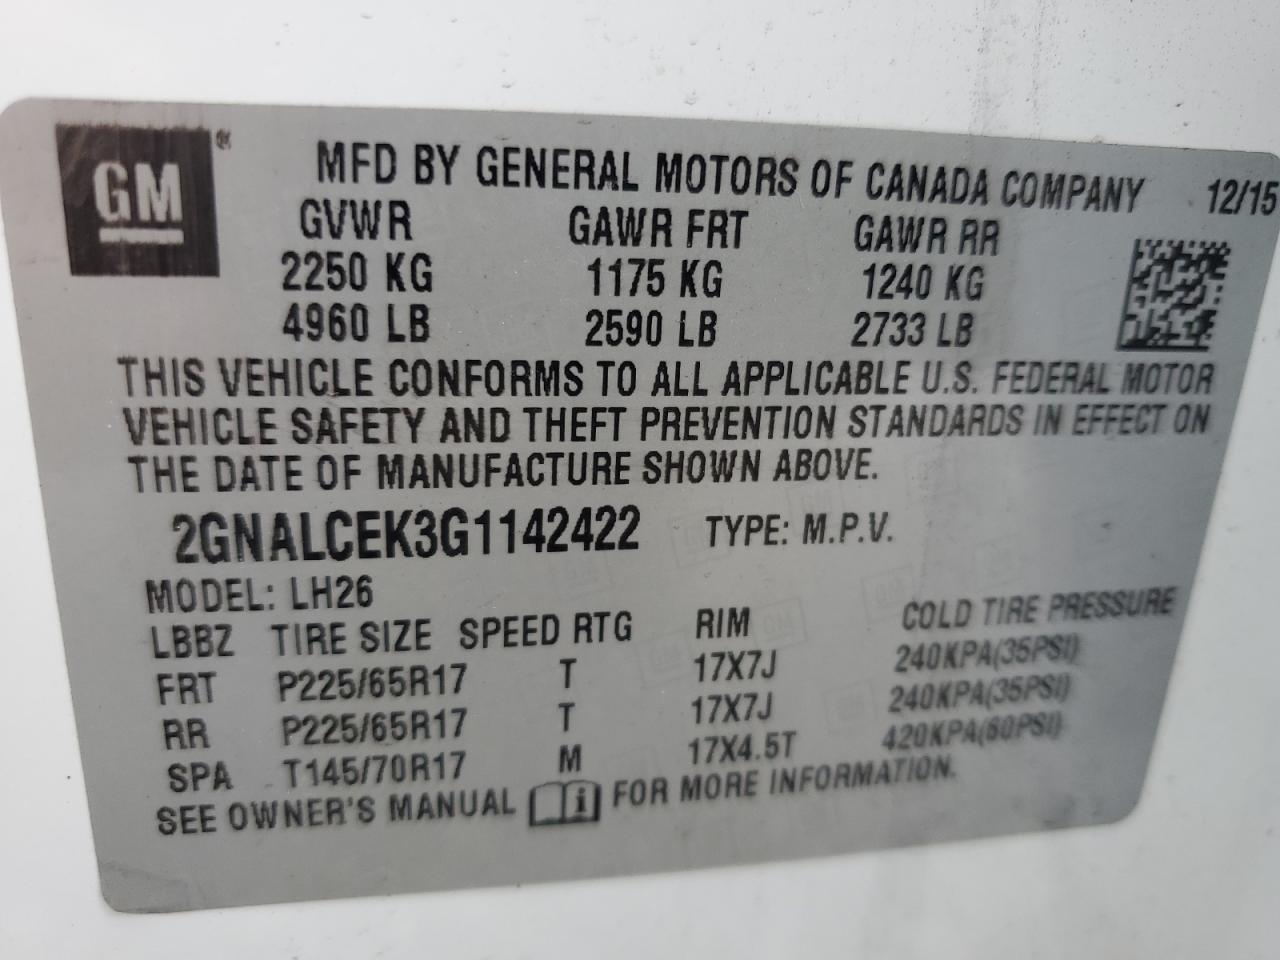 GM®
MFD BY GENERAL MOTORS OF CANADA COMPANY 12/15
GVWR GAWR FRT GAWR RR
2250 KG 1175 KG 1240 KG
4960 LB 2590 LB 2733 LB
THIS VEHICLE CONFORMS TO ALL APPLICABLE U.S. FEDERAL MOTOR
VEHICLE SAFETY AND THEFT PREVENTION STANDARDS IN EFFECT ON
THE DATE OF MANUFACTURE SHOWN ABOVE.
2GNALCEK3G1142422 TYPE: M.P.V.
MODEL: LH26
LBBZ TIRE SIZE SPEED RTG RIM COLD TIRE PRESSURE
FRT P225/65R17 T 17X7J 240KPA(35PSI)
RR P225/65R17 T 17X7J 240KPA(35PSI)
SPA T145/70R17 M 17X4.5T 420KPA(60PSI)
SEE OWNER'S MANUAL i FOR MORE INFORMATION.